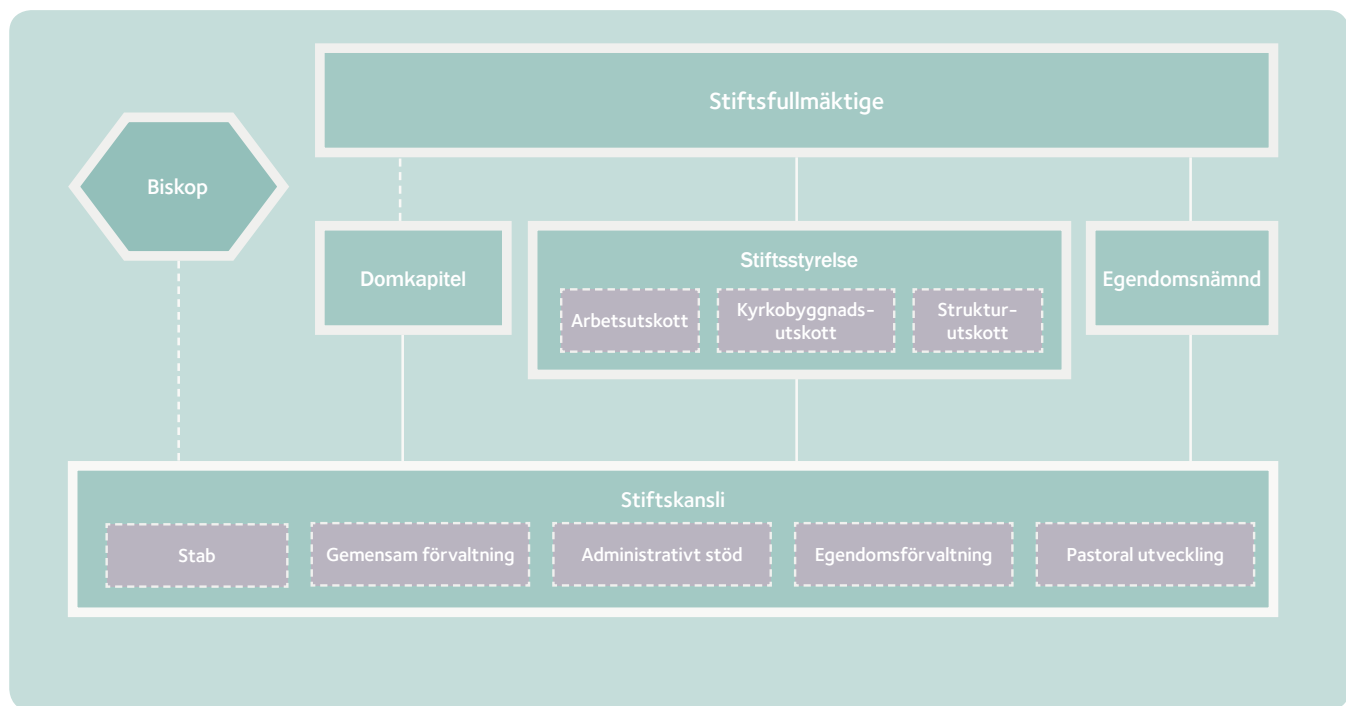 Stiftsfullmäktige
Biskop
Domkapitel
Stiftsstyrelse
Arbetsutskott
Kyrkobyggnads-
utskott
Struktur-
utskott
Egendomsnämnd
Stiftskansli
Stab
Gemensam förvaltning
Administrativt stöd
Egendomsförvaltning
Pastoral utveckling